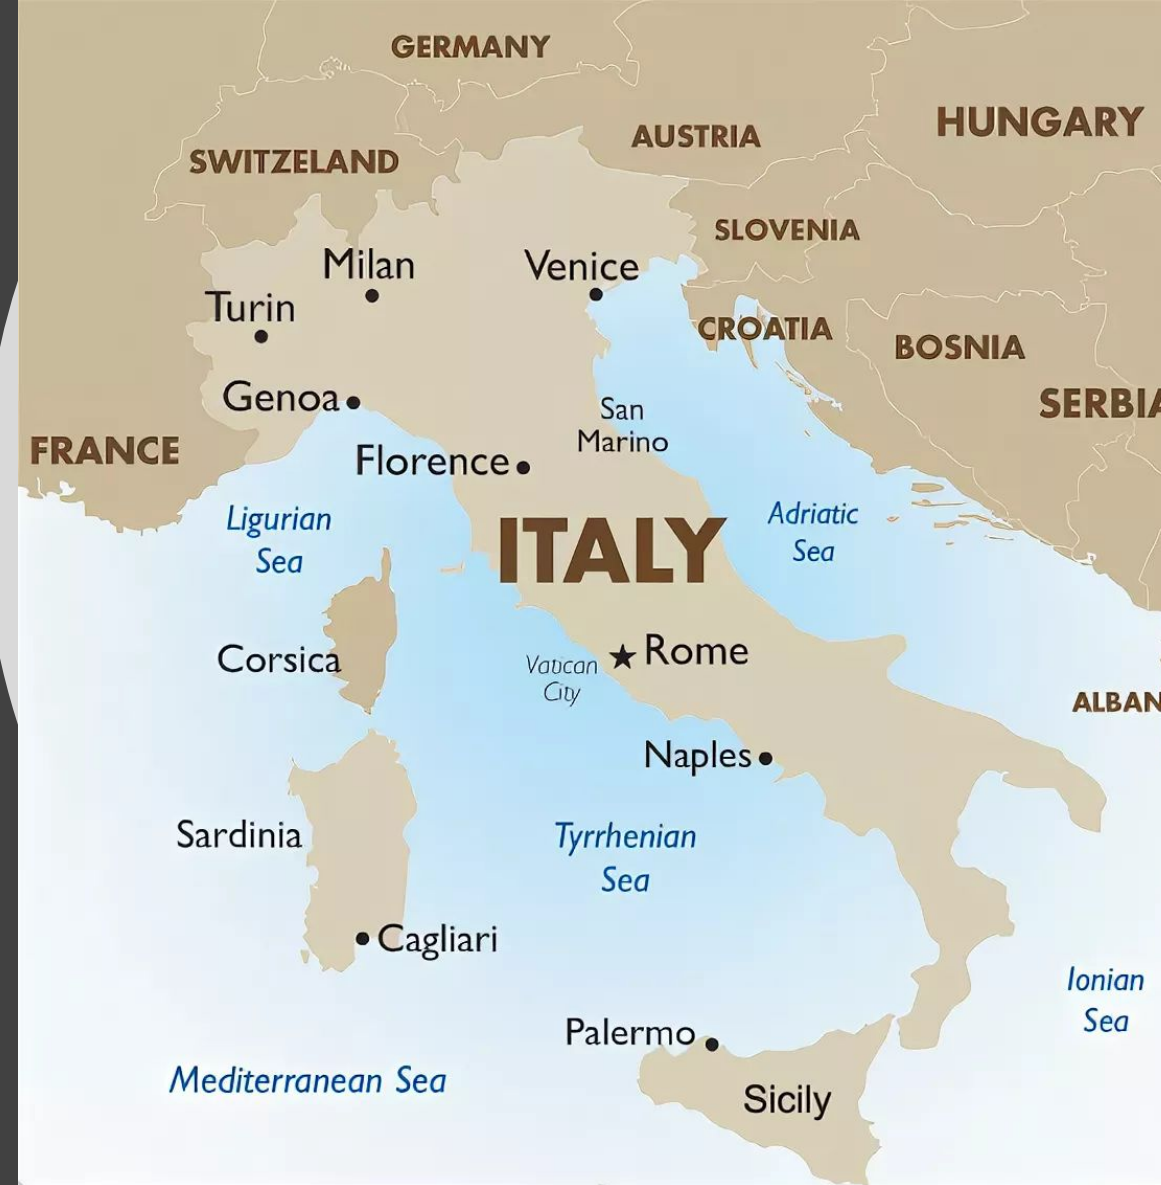 GERMANY
HUNGARY
AUSTRIA
SWITZELAND
SLOVENIA
Milan
Venice
Turin
CROATIA
BOSNIA
Genoa
SERBIA
San
Marino
FRANCE
Florence
Ligurian
Sea
Adriatic
Sea
ITALY
Corsica
Rome
Vatican
City
ALBAN
Naples
Sardinia
Tyrrhenian
Sea
Cagliari
Ionian
Sea
Palermo
Mediterranean Sea
Sicily